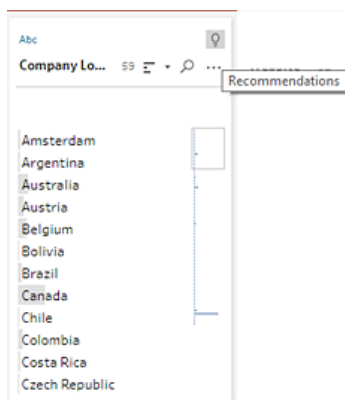 Abc
Company Lo... 59
Recommendations
Amsterdam
Argentina
Australia
Austria
Belgium
Bolivia
Brazil
Canada
Chile
Colombia
Costa Rica
Czech Republic